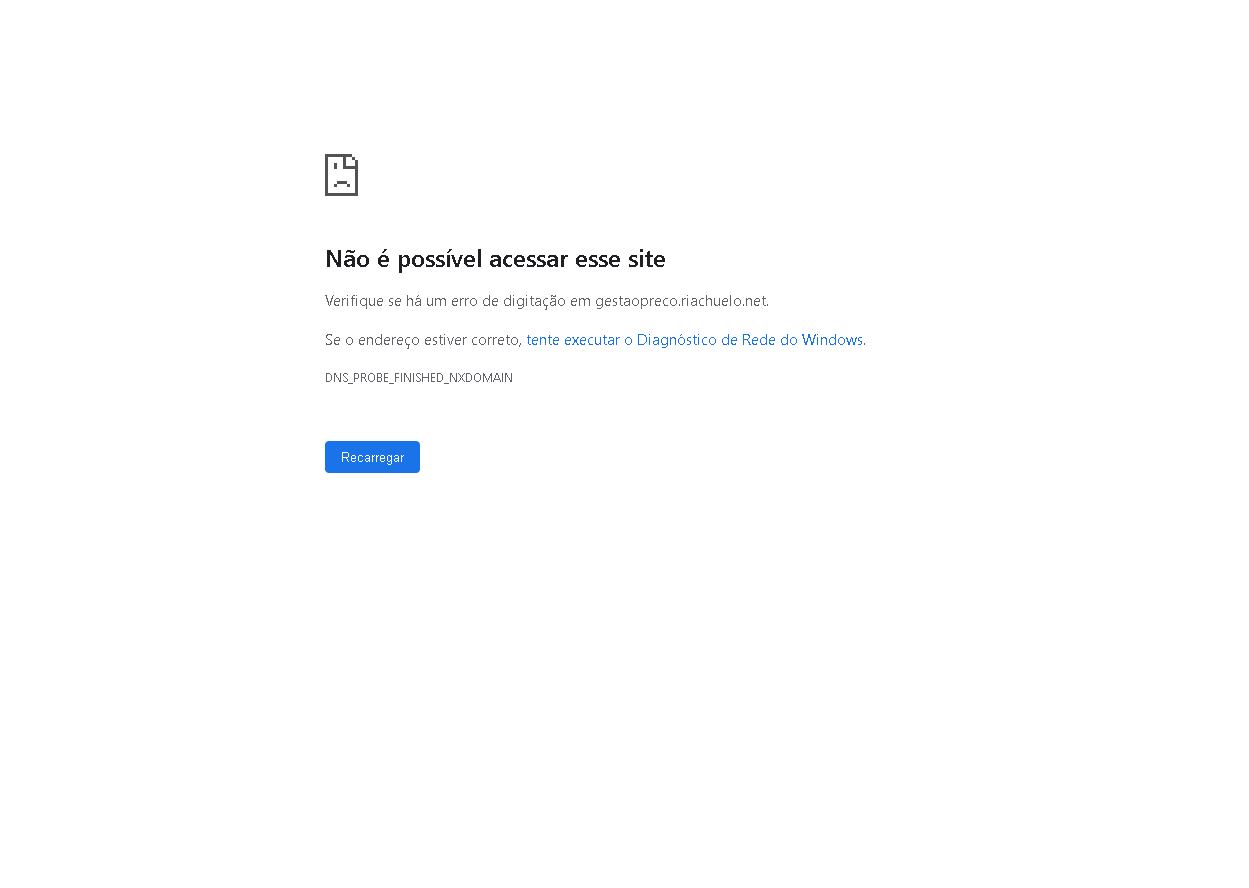 Não é possível acessar esse site
Verifique se há um erro de digitação em gestaopreco.riachuelo.net.
Se o endereço estiver correto, tente executar o Diagnóstico de Rede do Windows.
DNS_PROBE_FINISHED_NXDOMAIN
Recarregar